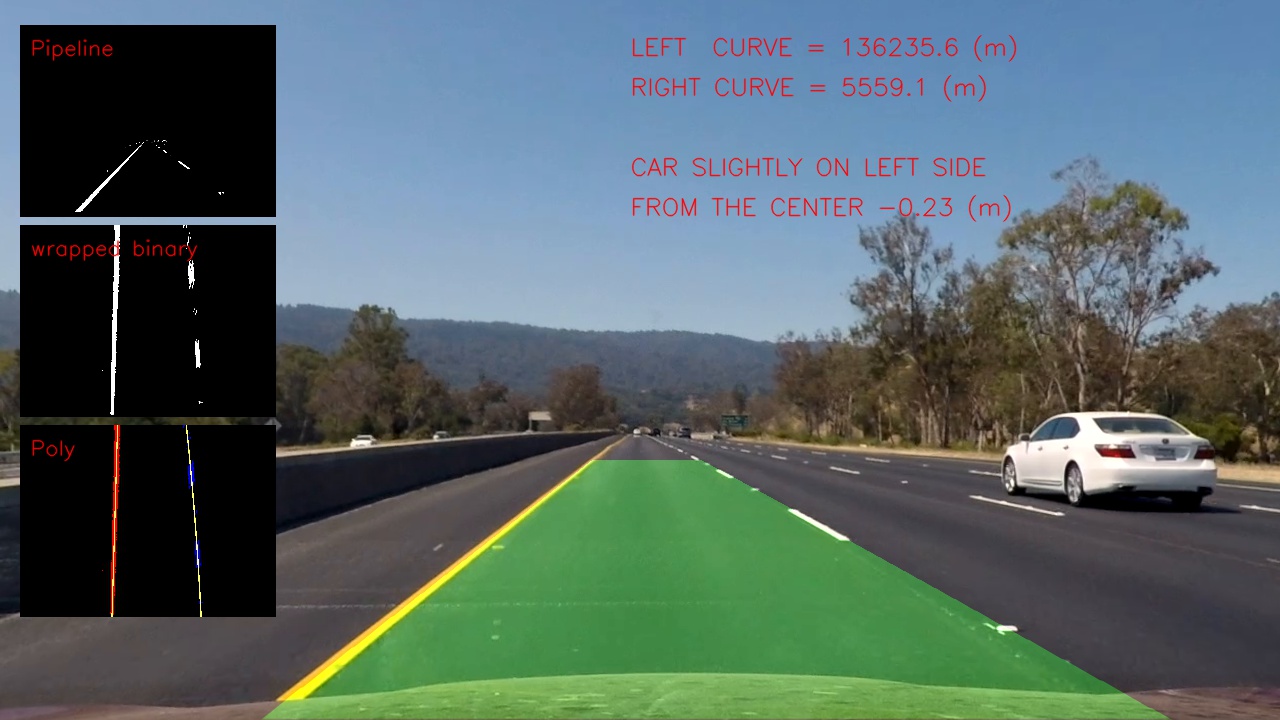 Pipeline
wrapped binary
Poly
LEFT  CURVE = 136235.6 (m)
RIGHT CURVE = 5559.1 (m)
CAR SLIGHTLY ON LEFT SIDE
FROM THE CENTER −0.23 (m)